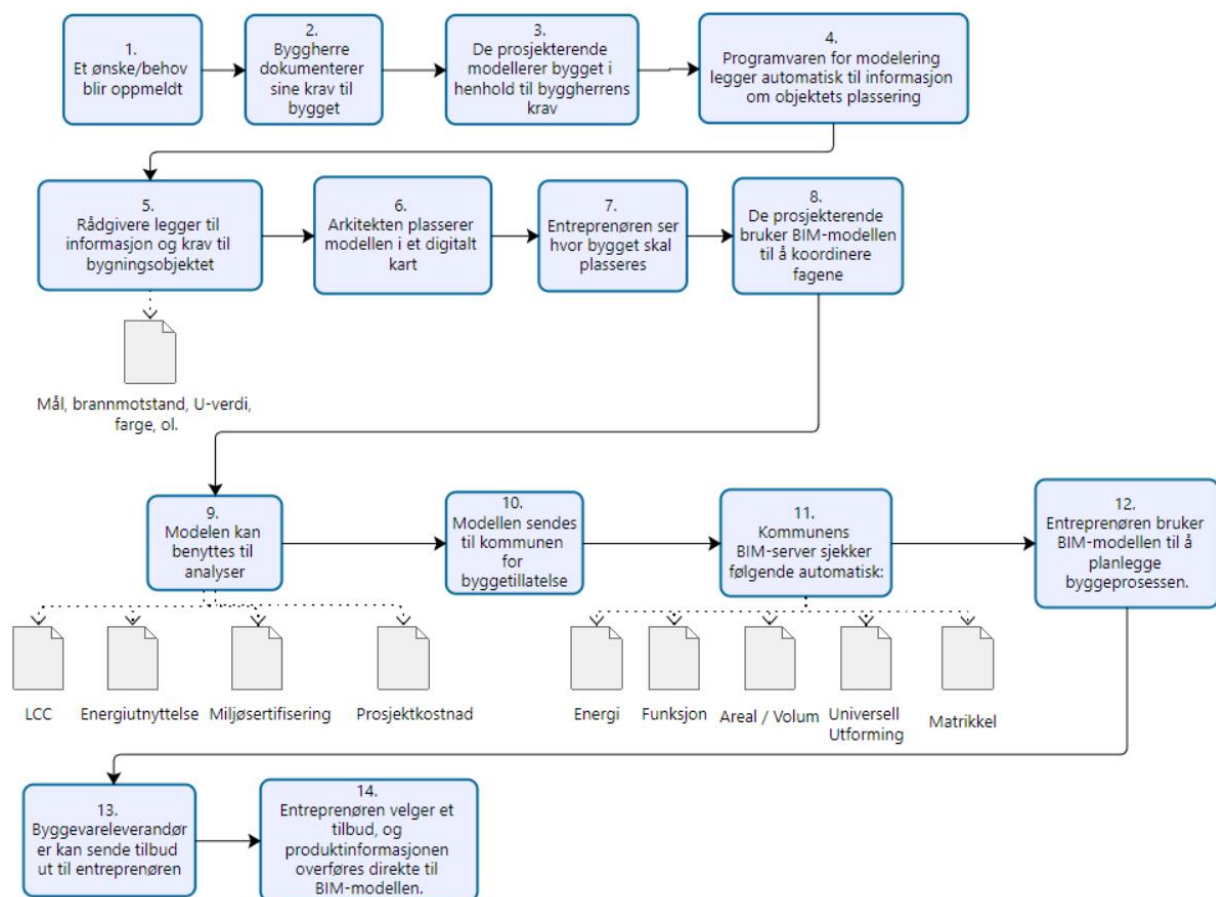 1.
Et ønske/behov
blir oppmeldt
2.
Byggherre
dokumenterer
sine krav til
bygget
3.
De prosjekterende
modellerer bygget i
henhold til byggherrens
krav
4.
Programvaren for modelering
legger automatisk til informasjon
om objektets plassering
5.
Rådgivere legger til
informasjon og krav til
bygningsobjektet
6.
Arkitekten plasserer
modellen i et digitalt
kart
7.
Entreprenøren ser
hvor bygget skal
plasseres
8.
De prosjekterende
bruker BIM-modellen
til å koordinere
fagene
Mål, brannmotstand, U-verdi,
farge, ol.
9.
Modelen kan
benyttes til
analyser
10.
Modellen sendes
til kommunen
for
byggetillatelse
11.
Kommunens
BIM-server sjekker
følgende automatisk:
12.
Entreprenøren bruker
BIM-modellen til å
planlegge
byggeprosessen.
LCC
Energiutnyttelse
Miljøsertifisering
Prosjektkostnad
Energi
Funksjon
Areal / Volum
Universell
Utforming
Matrikkel
13.
Byggevareleverandør
er kan sende tilbud
ut til entreprenøren
14.
Entreprenøren velger et
tilbud, og
produktinformasjonen
overføres direkte til
BIM-modellen.